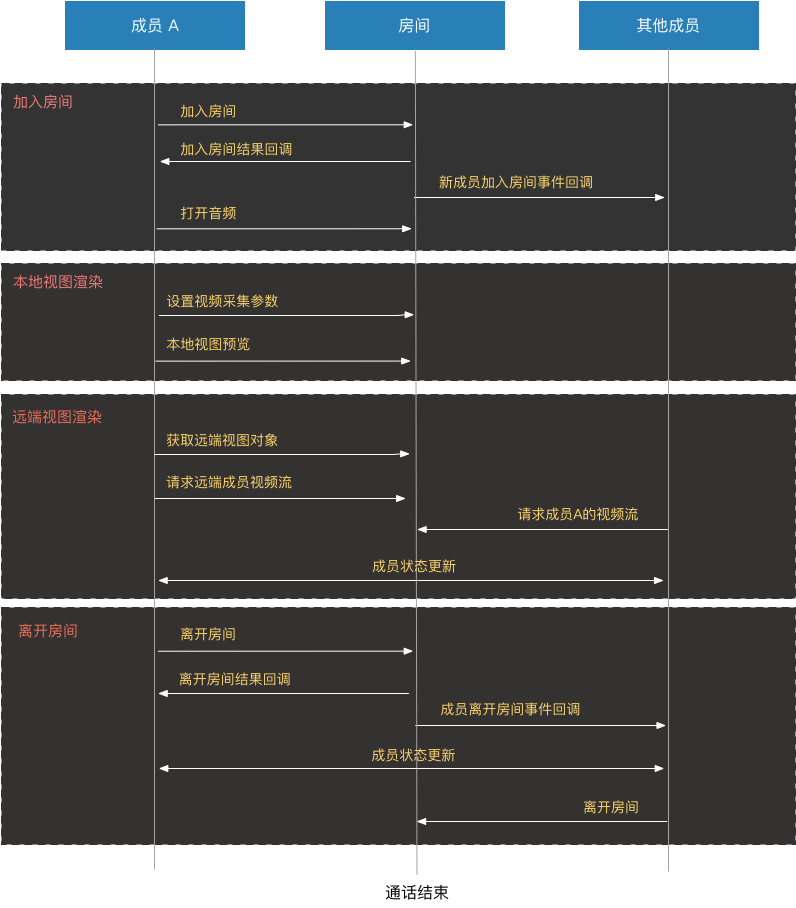 成员 A
房间
其他成员
加入房间
加入房间
加入房间结果回调
新成员加入房间事件回调
打开音频
本地视图渲染
设置视频采集参数
本地视图预览
远端视图渲染
获取远端视图对象
请求远端成员视频流
请求成员A的视频流
成员状态更新
离开房间
离开房间
离开房间结果回调
成员离开房间事件回调
成员状态更新
离开房间
通话结束